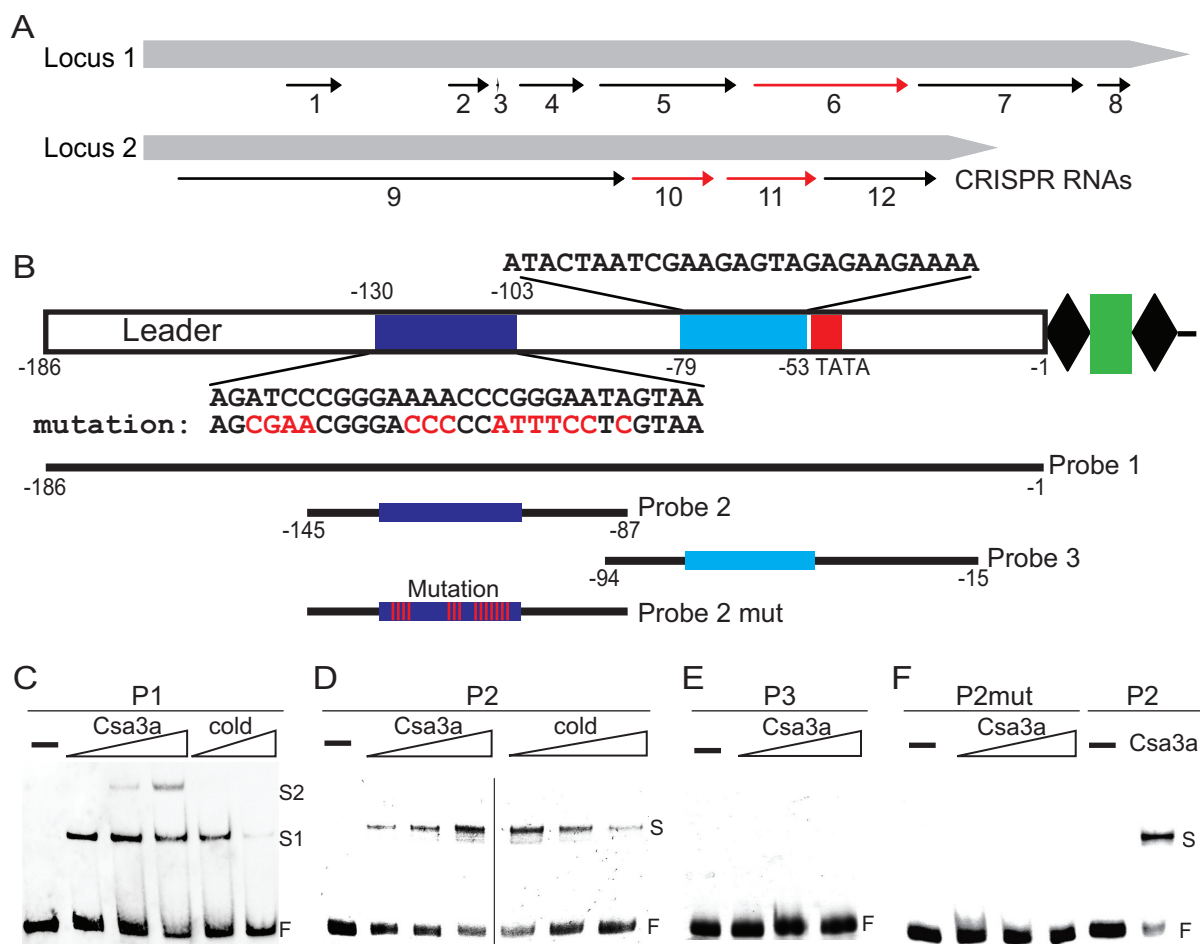 A
Locus 1
1 2 3 4 5 6 7 8
Locus 2
9 10 11 12 CRISPR RNAs
B
ATACTAATCGAAGAGTAGAGAAGAAAA
-130 -103
Leader
-186 -79 -53 TATA -1
AGATCCCGGGAAAACCCGGGAATAGTAA
mutation: AGCGAACGGGACCCCCATTTCCTCGTAA
Probe 1
-186 -1
Probe 2
-145 -87
Probe 3
-94 -15
Mutation
Probe 2 mut
C D E F
P1 P2 P3 P2mut P2
Csa3a cold Csa3a cold Csa3a Csa3a Csa3a
S2
S1 S S
F F F F